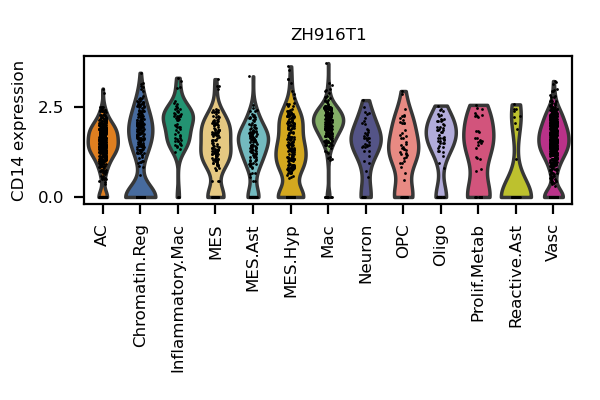 ZH916T1
CD14 expression
2.5
0.0
AC
Chromatin.Reg
Inflammatory.Mac
MES
MES.Ast
MES.Hyp
Mac
Neuron
OPC
Oligo
Prolif.Metab
Reactive.Ast
Vasc